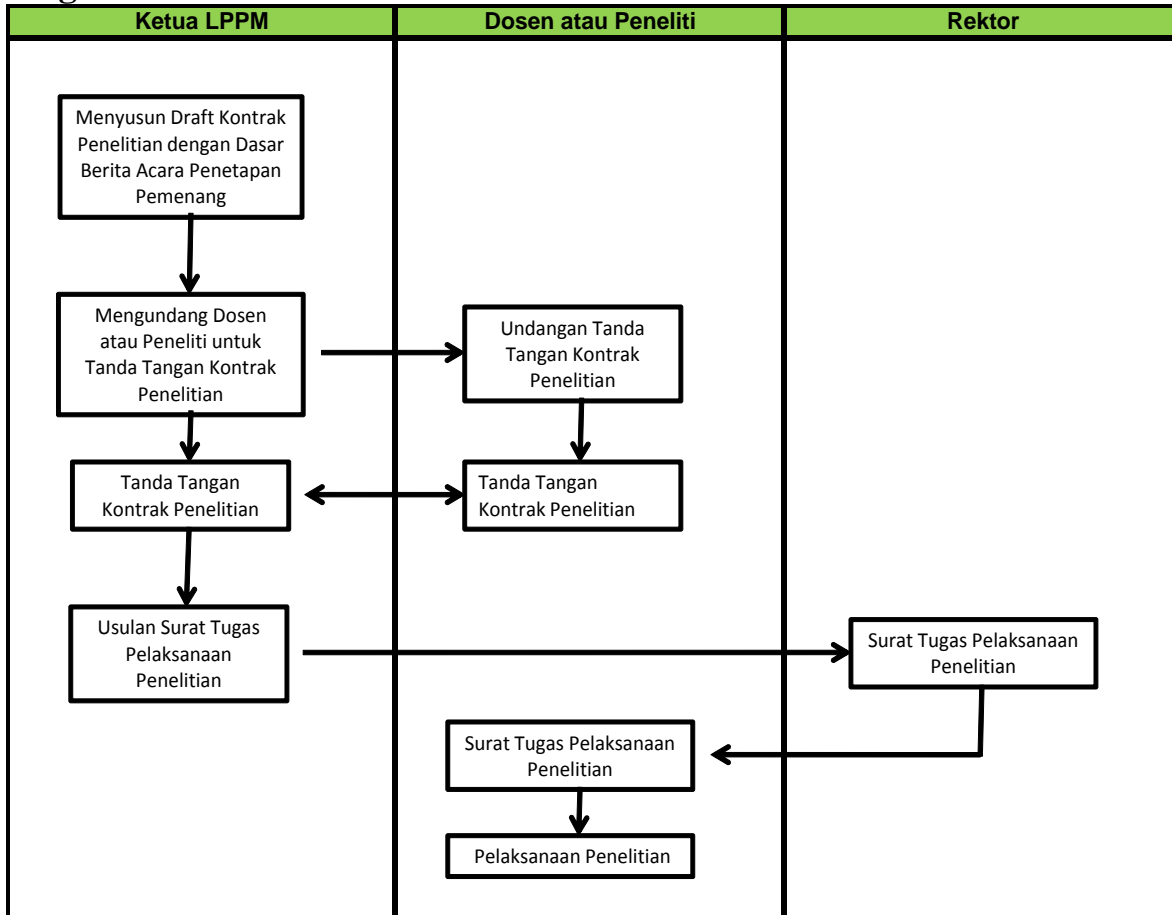 Ketua LPPM
Dosen atau Peneliti
Rektor
Menyusun Draft Kontrak
Penelitian dengan Dasar
Berita Acara Penetapan
Pemenang
Mengundang Dosen
atau Peneliti untuk
Tanda Tangan Kontrak
Penelitian
Undangan Tanda
Tangan Kontrak
Penelitian
Tanda Tangan
Kontrak Penelitian
Tanda Tangan
Kontrak Penelitian
Usulan Surat Tugas
Pelaksanaan
Penelitian
Surat Tugas Pelaksanaan
Penelitian
Surat Tugas Pelaksanaan
Penelitian
Pelaksanaan Penelitian